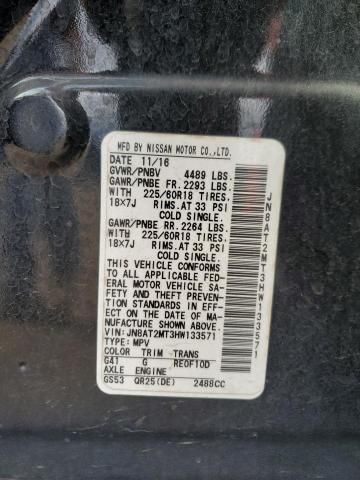 MFD BY NISSAN MOTOR CO.,LTD.
DATE 11/16
GVWR/PNBV 4489 LBS.
GAWR/PNBE FR. 2293 LBS.
WITH 225/60R18 TIRES,
18X7J RIMS AT 33 PSI
COLD SINGLE.
GAWR/PNBE RR. 2264 LBS.
WITH 225/60R18 TIRES,
18X7J RIMS AT 33 PSI
COLD SINGLE.
THIS VEHICLE CONFORMS
TO ALL APPLICABLE FED-
ERAL MOTOR VEHICLE SA-
FETY AND THEFT PREVEN-
TION STANDARDS IN EFF-
ECT ON THE DATE OF MA-
NUFACTURE SHOWN ABOVE.
VIN: JN8AT2MT3HW133571
TYPE: MPV
COLOR TRIM TRANS
G41 G RE0F10D
AXLE ENGINE
GS53 QR25(DE) 2488CC
JN8AT2MT3HW133571